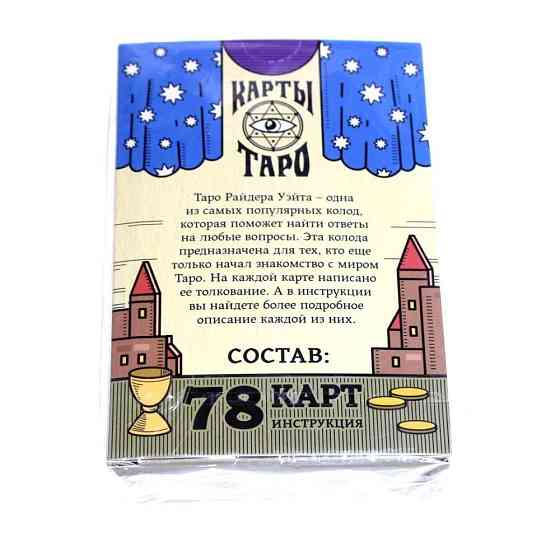 КАРТЫ
ТАРО
Таро Райдера Уэйта – одна
из самых популярных колод,
которая поможет найти ответы
на любые вопросы. Эта колода
предназначена для тех, кто еще
только начал знакомство с миром
Таро. На каждой карте написано
ее толкование. А в инструкции
вы найдете более подробное
описание каждой из них.
СОСТАВ:
78 КАРТ
ИНСТРУКЦИЯ